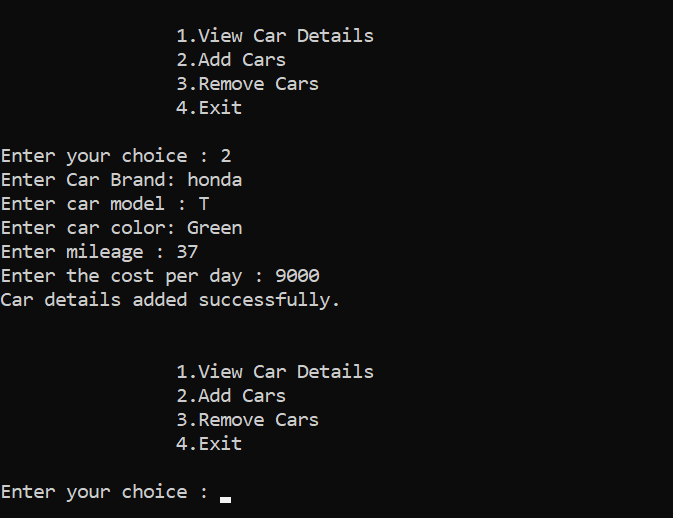 1.View Car Details
2.Add Cars
3.Remove Cars
4.Exit
Enter your choice : 2
Enter Car Brand: honda
Enter car model : T
Enter car color: Green
Enter mileage : 37
Enter the cost per day : 9000
Car details added successfully.
1.View Car Details
2.Add Cars
3.Remove Cars
4.Exit
Enter your choice :